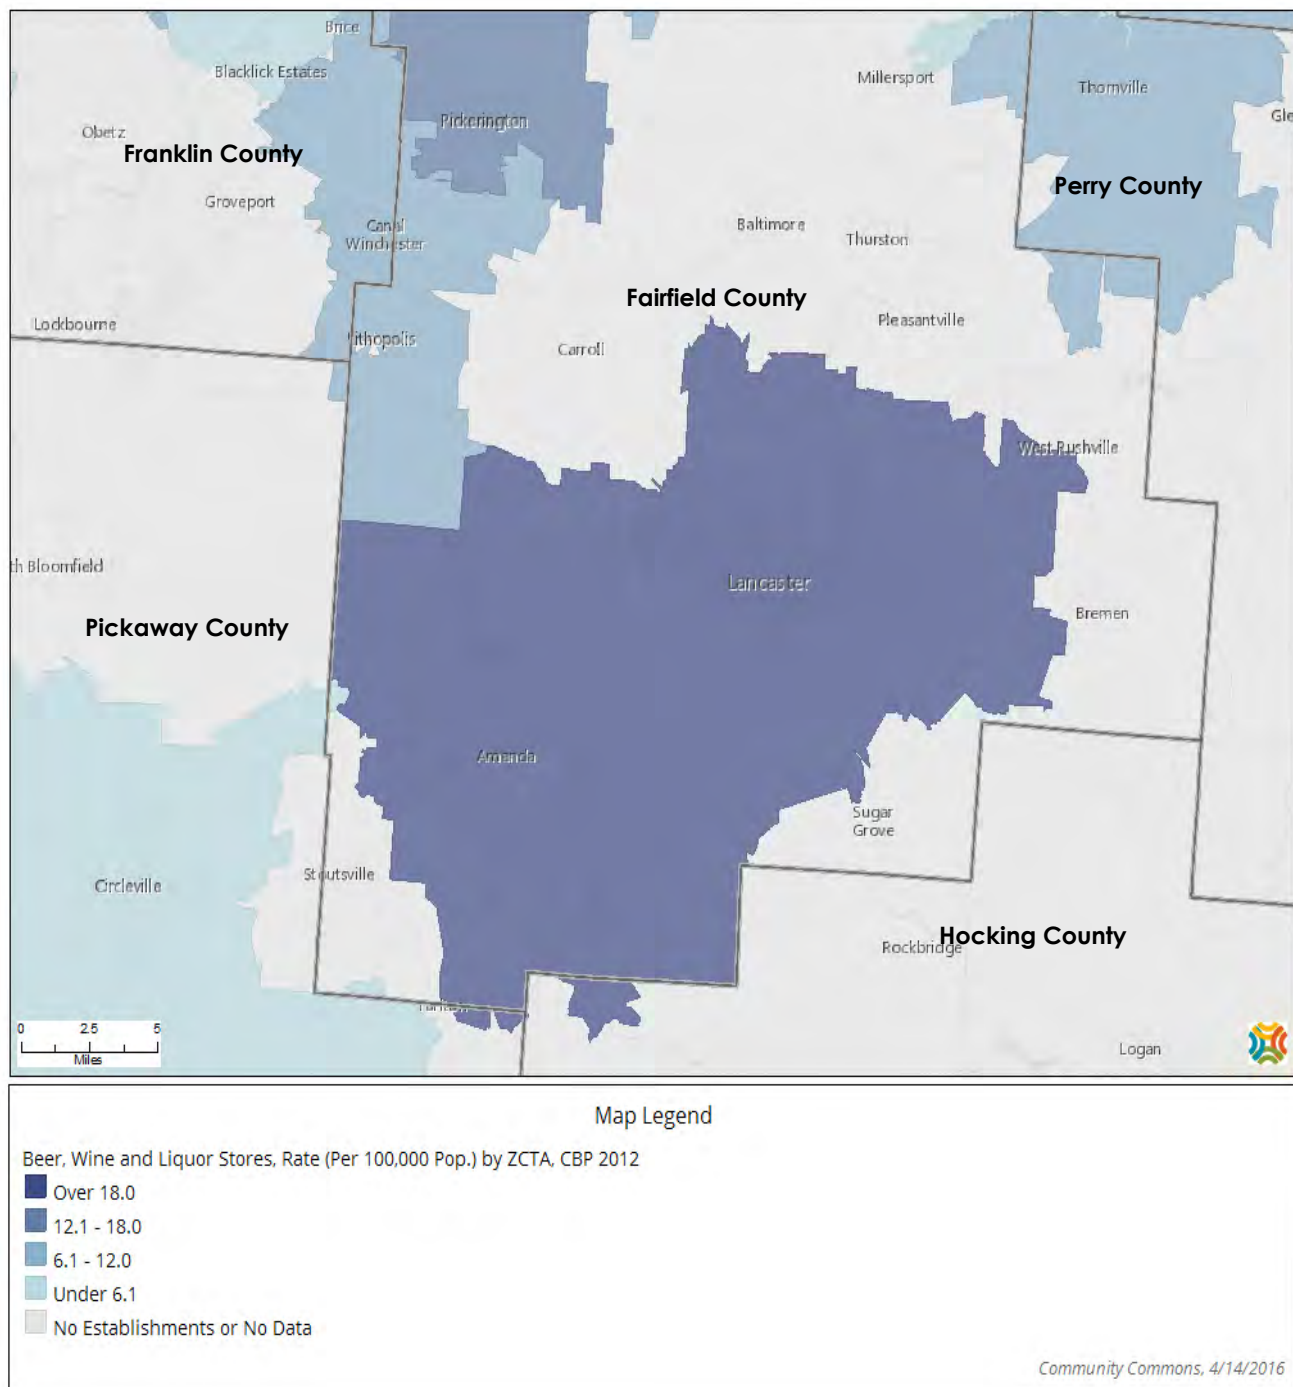 Brice
Blacklick Estates
Millersport
Thornville
Pickerington
Obetz
Franklin County
Perry County
Groveport
Canal
Winchester
Baltimore
Thurston
Fairfield County
Pleasantville
Lockbourne
Lithopolis
Carroll
West Rushville
th Bloomfield
Lancaster
Bremen
Pickaway County
Amanda
Sugar
Grove
Stoutsville
Circleville
Hocking County
Rockbridge
Logan
0 2.5 5
Miles
Map Legend
Beer, Wine and Liquor Stores, Rate (Per 100,000 Pop.) by ZCTA, CBP 2012
Over 18.0
12.1 - 18.0
6.1 - 12.0
Under 6.1
No Establishments or No Data
Community Commons, 4/14/2016